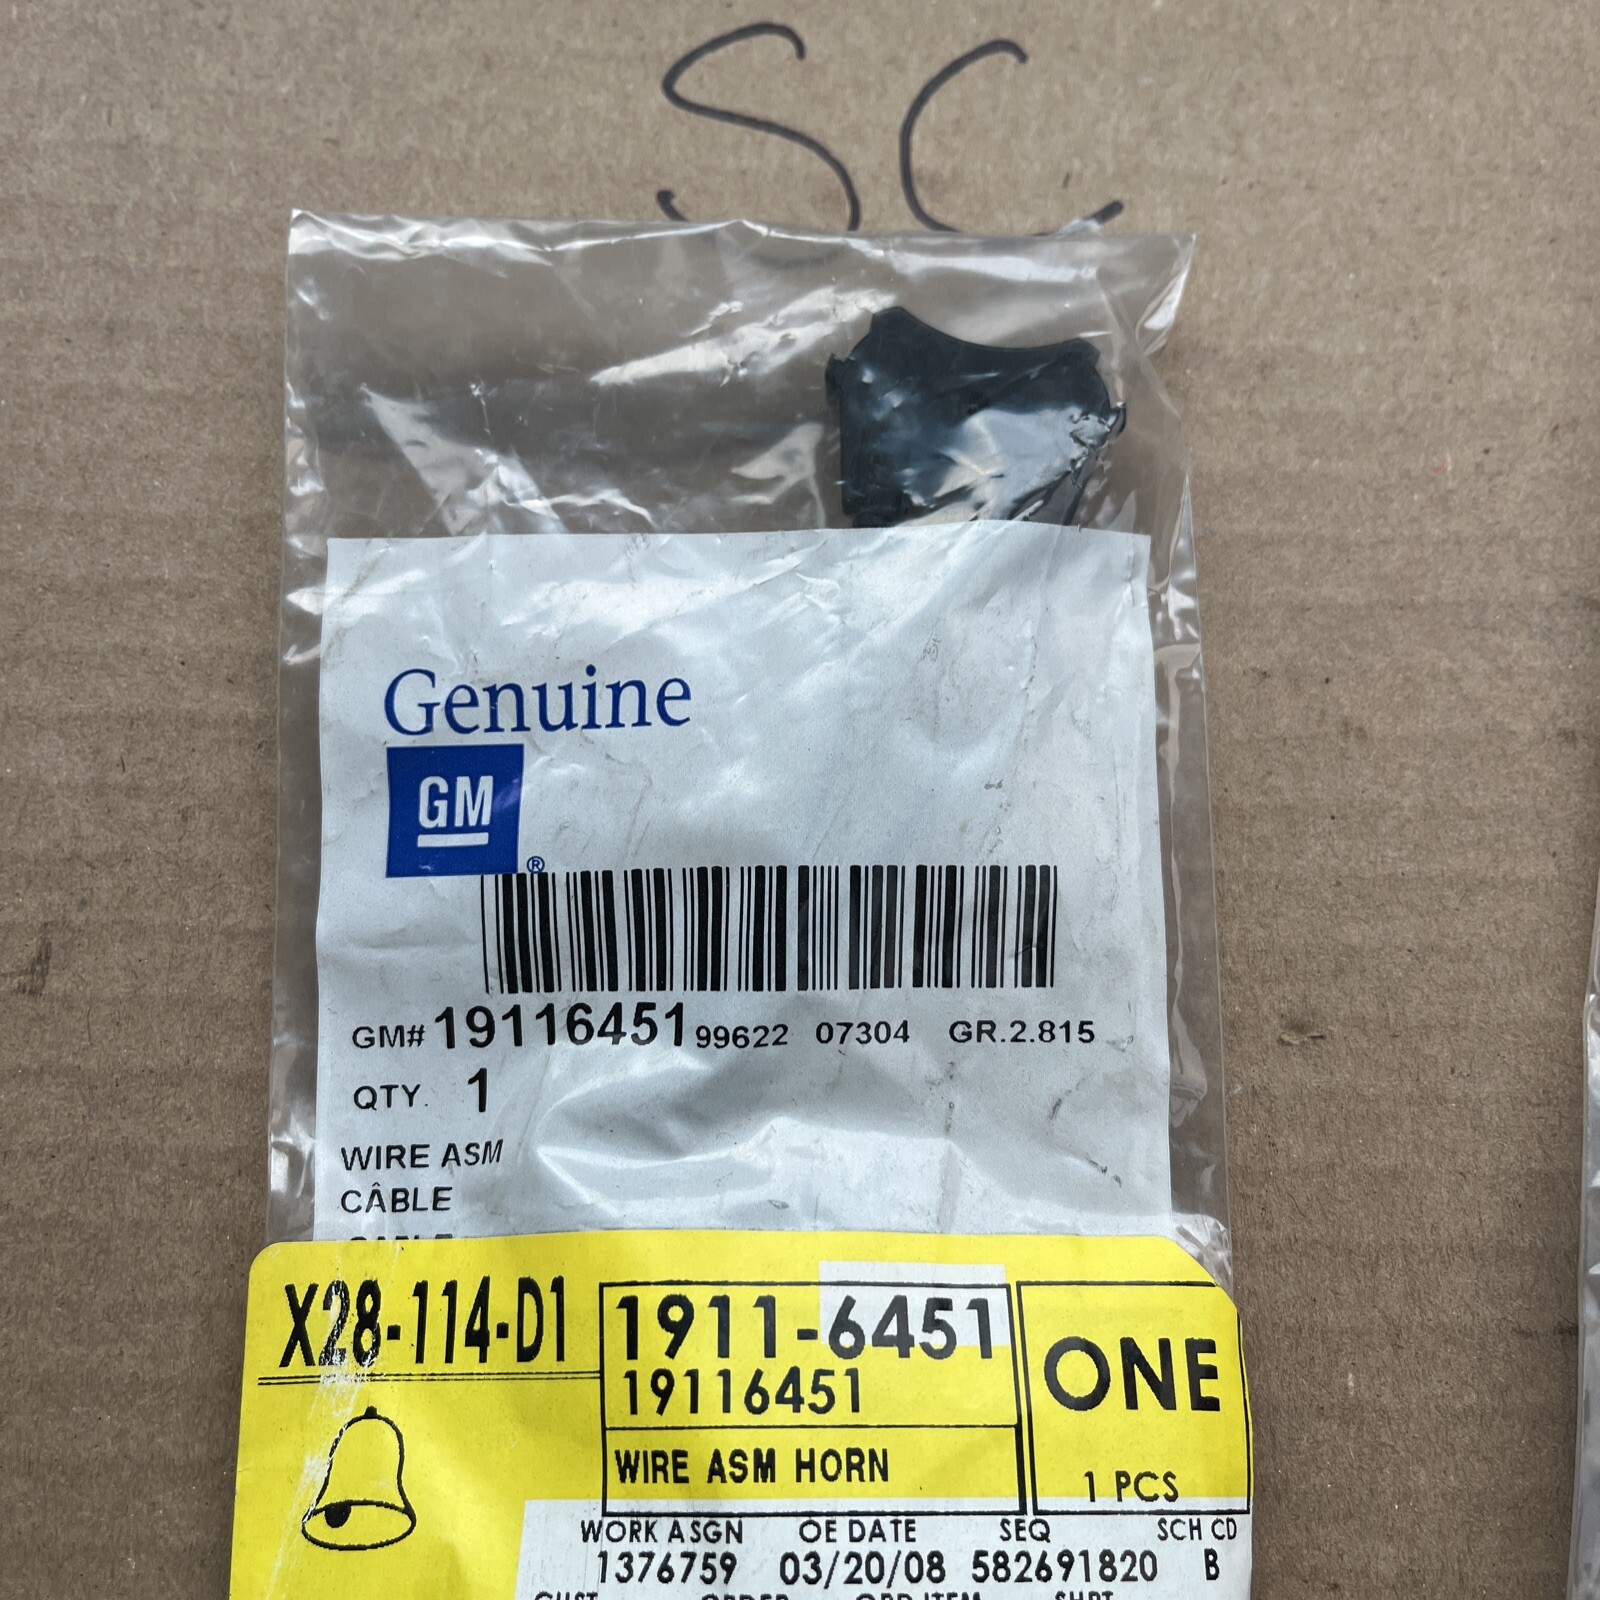 SC
Genuine
GM
®
GM# 19116451 99622 07304 GR.2.815
QTY. 1
WIRE ASM
CÂBLE
X28-114-D1
1911-6451
19116451
ONE
WIRE ASM HORN
1 PCS
WORK ASGN OE DATE SEQ SCH CD
1376759 03/20/08 582691820 B